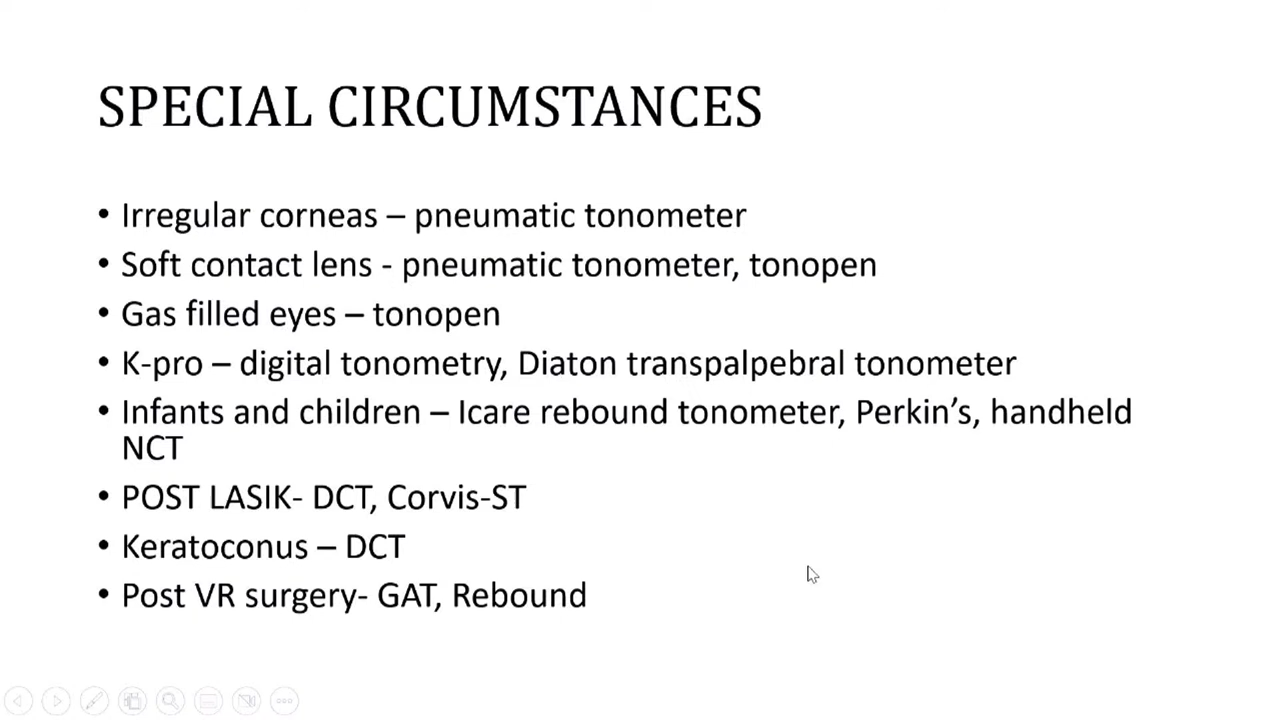 SPECIAL CIRCUMSTANCES
• Irregular corneas – pneumatic tonometer
• Soft contact lens - pneumatic tonometer, tonopen
• Gas filled eyes – tonopen
• K-pro – digital tonometry, Diaton transpalpebral tonometer
• Infants and children – Icare rebound tonometer, Perkin’s, handheld
NCT
• POST LASIK- DCT, Corvis-ST
• Keratoconus – DCT
• Post VR surgery- GAT, Rebound